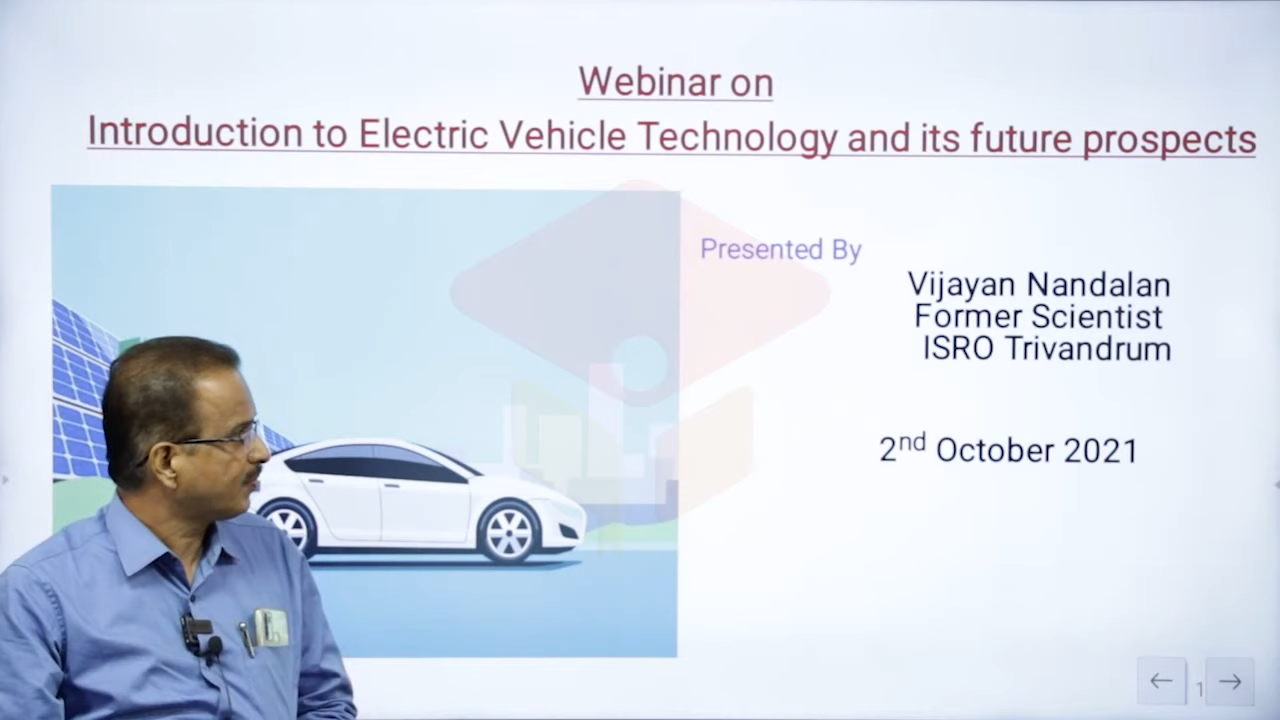 Webinar on
Introduction to Electric Vehicle Technology and its future prospects
Presented By
Vijayan Nandalan
Former Scientist
ISRO Trivandrum
2nd October 2021
1